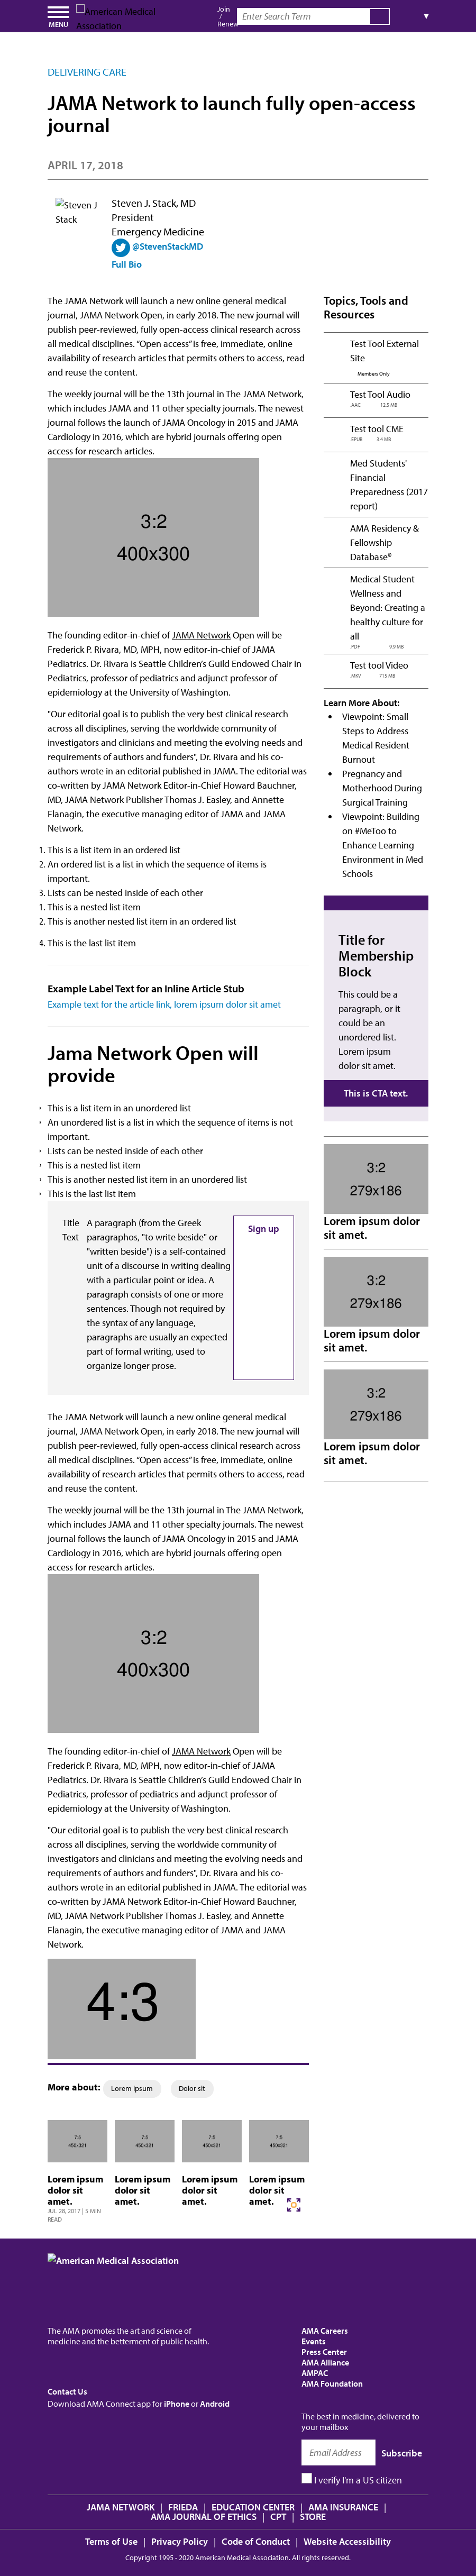 MENU
American Medical
Association
Join
/
Renew
Enter Search Term
▼
DELIVERING CARE
JAMA Network to launch fully open-access
journal
APRIL 17, 2018
Steven J
Stack
Steven J. Stack, MD
President
Emergency Medicine
@StevenStackMD
Full Bio
The JAMA Network will launch a new online general medical
journal, JAMA Network Open, in early 2018. The new journal will
publish peer-reviewed, fully open-access clinical research across
all medical disciplines. “Open access” is free, immediate, online
availability of research articles that permits others to access, read
and reuse the content.
The weekly journal will be the 13th journal in The JAMA Network,
which includes JAMA and 11 other specialty journals. The newest
journal follows the launch of JAMA Oncology in 2015 and JAMA
Cardiology in 2016, which are hybrid journals offering open
access for research articles.
3:2
400x300
The founding editor-in-chief of JAMA Network Open will be
Frederick P. Rivara, MD, MPH, now editor-in-chief of JAMA
Pediatrics. Dr. Rivara is Seattle Children’s Guild Endowed Chair in
Pediatrics, professor of pediatrics and adjunct professor of
epidemiology at the University of Washington.
"Our editorial goal is to publish the very best clinical research
across all disciplines, serving the worldwide community of
investigators and clinicians and meeting the evolving needs and
requirements of authors and funders", Dr. Rivara and his co-
authors wrote in an editorial published in JAMA. The editorial was
co-written by JAMA Network Editor-in-Chief Howard Bauchner,
MD, JAMA Network Publisher Thomas J. Easley, and Annette
Flanagin, the executive managing editor of JAMA and JAMA
Network.
1. This is a list item in an ordered list
2. An ordered list is a list in which the sequence of items is
important.
3. Lists can be nested inside of each other
1. This is a nested list item
2. This is another nested list item in an ordered list
4. This is the last list item
Example Label Text for an Inline Article Stub
Example text for the article link, lorem ipsum dolor sit amet
Jama Network Open will
provide
This is a list item in an unordered list
An unordered list is a list in which the sequence of items is not
important.
Lists can be nested inside of each other
This is a nested list item
This is another nested list item in an unordered list
This is the last list item
Title
Text
A paragraph (from the Greek
paragraphos, "to write beside" or
"written beside") is a self-contained
unit of a discourse in writing dealing
with a particular point or idea. A
paragraph consists of one or more
sentences. Though not required by
the syntax of any language,
paragraphs are usually an expected
part of formal writing, used to
organize longer prose.
Sign up
The JAMA Network will launch a new online general medical
journal, JAMA Network Open, in early 2018. The new journal will
publish peer-reviewed, fully open-access clinical research across
all medical disciplines. “Open access” is free, immediate, online
availability of research articles that permits others to access, read
and reuse the content.
The weekly journal will be the 13th journal in The JAMA Network,
which includes JAMA and 11 other specialty journals. The newest
journal follows the launch of JAMA Oncology in 2015 and JAMA
Cardiology in 2016, which are hybrid journals offering open
access for research articles.
3:2
400x300
The founding editor-in-chief of JAMA Network Open will be
Frederick P. Rivara, MD, MPH, now editor-in-chief of JAMA
Pediatrics. Dr. Rivara is Seattle Children’s Guild Endowed Chair in
Pediatrics, professor of pediatrics and adjunct professor of
epidemiology at the University of Washington.
"Our editorial goal is to publish the very best clinical research
across all disciplines, serving the worldwide community of
investigators and clinicians and meeting the evolving needs and
requirements of authors and funders", Dr. Rivara and his co-
authors wrote in an editorial published in JAMA. The editorial was
co-written by JAMA Network Editor-in-Chief Howard Bauchner,
MD, JAMA Network Publisher Thomas J. Easley, and Annette
Flanagin, the executive managing editor of JAMA and JAMA
Network.
4:3
More about: Lorem ipsum Dolor sit
7:5
450x321
Lorem ipsum
dolor sit
amet.
JUL 28, 2017 | 5 MIN
READ
7:5
450x321
Lorem ipsum
dolor sit
amet.
7:5
450x321
Lorem ipsum
dolor sit
amet.
7:5
450x321
Lorem ipsum
dolor sit
amet.
Topics, Tools and
Resources
Test Tool External
Site
Members Only
Test Tool Audio
AAC 12.5 MB
Test tool CME
EPUB 3.4 MB
Med Students'
Financial
Preparedness (2017
report)
AMA Residency &
Fellowship
Database®
Medical Student
Wellness and
Beyond: Creating a
healthy culture for
all
PDF 8.9 MB
Test tool Video
MKV 715 MB
Learn More About:
Viewpoint: Small
Steps to Address
Medical Resident
Burnout
Pregnancy and
Motherhood During
Surgical Training
Viewpoint: Building
on #MeToo to
Enhance Learning
Environment in Med
Schools
Title for
Membership
Block
This could be a
paragraph, or it
could be an
unordered list.
Lorem ipsum
dolor sit amet.
This is CTA text.
3:2
279x186
Lorem ipsum dolor
sit amet.
3:2
279x186
Lorem ipsum dolor
sit amet.
3:2
279x186
Lorem ipsum dolor
sit amet.
American Medical Association
The AMA promotes the art and science of
medicine and the betterment of public health.
Contact Us
Download AMA Connect app for iPhone or Android
AMA Careers
Events
Press Center
AMA Alliance
AMPAC
AMA Foundation
The best in medicine, delivered to
your mailbox
Email Address
Subscribe
I verify I'm a US citizen
JAMA NETWORK | FRIEDA | EDUCATION CENTER | AMA INSURANCE |
AMA JOURNAL OF ETHICS | CPT | STORE
Terms of Use | Privacy Policy | Code of Conduct | Website Accessibility
Copyright 1995 - 2020 American Medical Association. All rights reserved.